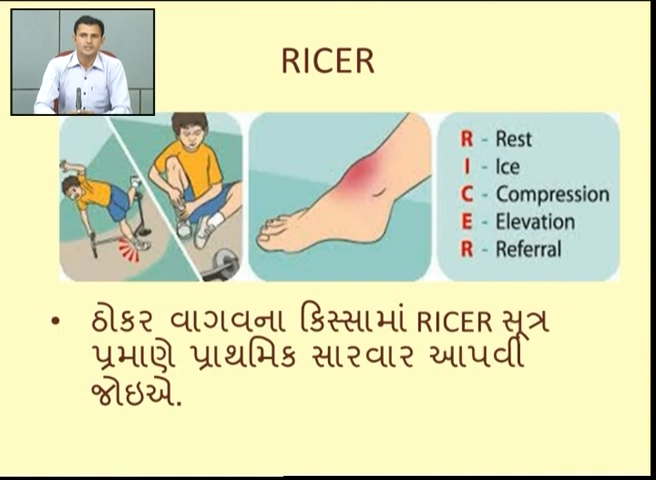 RICER
R - Rest
I - Ice
C - Compression
E - Elevation
R - Referral
• ઠોકર વાગવના કિસ્સામાં RICER સૂત્ર
પ્રમાણે પ્રાથમિક સારવાર આપવી
જોઇએ.